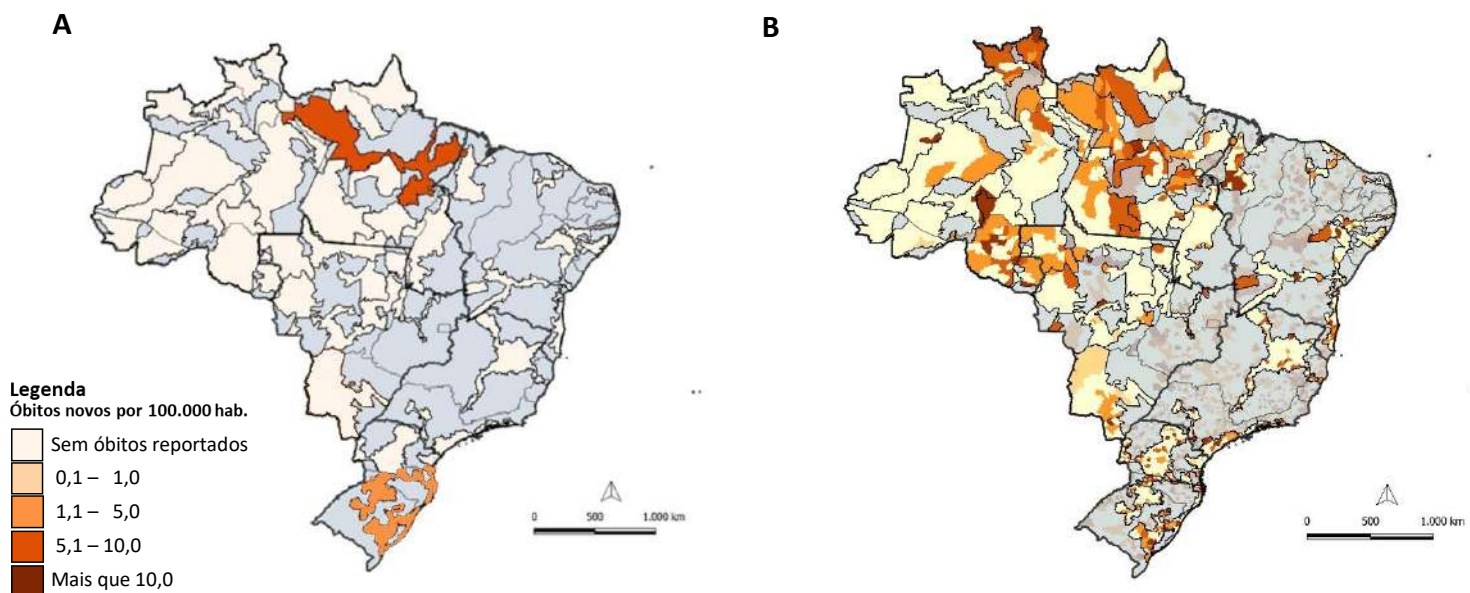 A
B
Legenda
Óbitos novos por 100.000 hab.
Sem óbitos reportados
0,1 – 1,0
1,1 – 5,0
5,1 – 10,0
Mais que 10,0
0 500 1.000 km
0 500 1.000 km